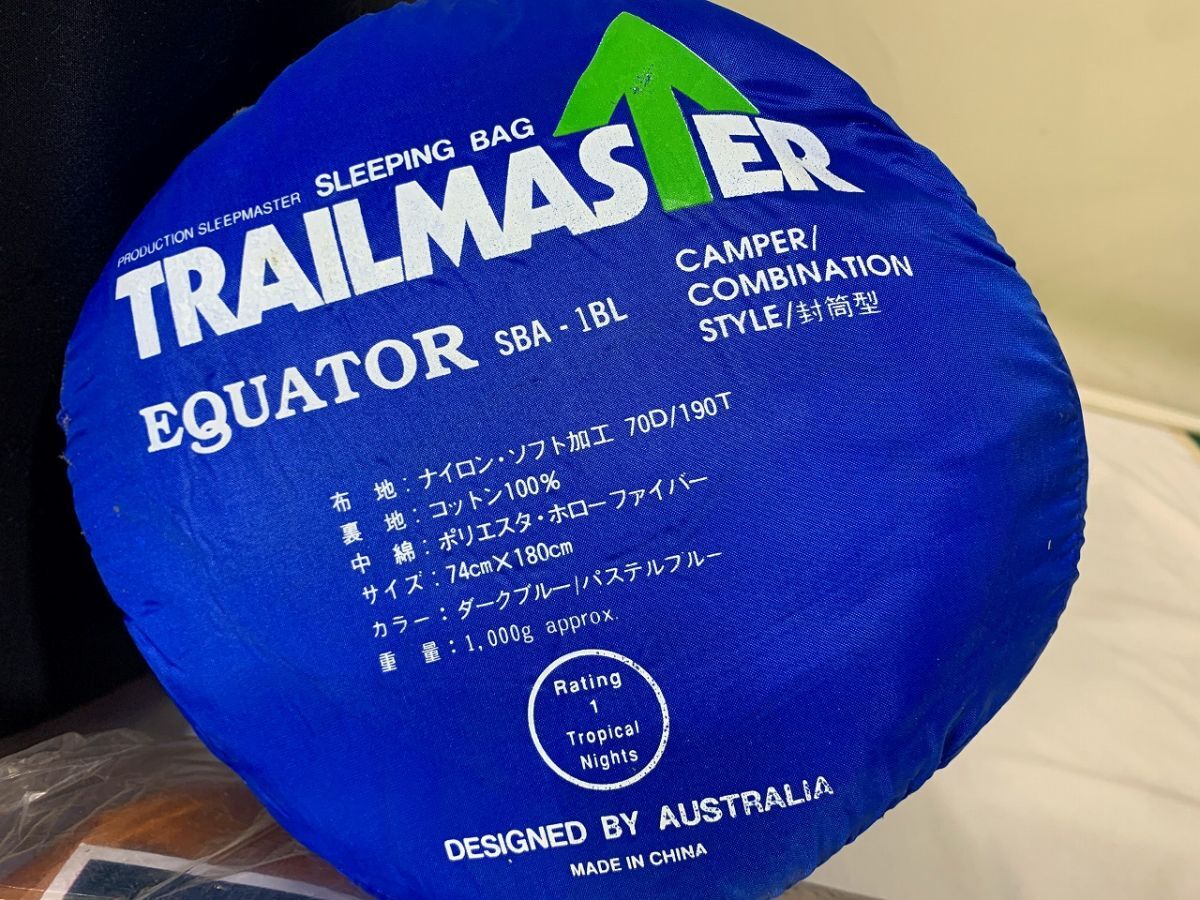 PRODUCTION SLEEPMASTER SLEEPING BAG
TRAILMASTER
EQUATOR SBA - 1BL
CAMPER/
COMBINATION
STYLE/封筒型
布 地：ナイロン・ソフト加工 70D/190T
裏 地：コットン100%
中 綿：ポリエスタ・ホローファイバー
サイズ：74cm×180cm
カラー：ダークブルー/パステルブルー
重 量：1,000g approx.
Rating
1
Tropical
Nights
DESIGNED BY AUSTRALIA
MADE IN CHINA